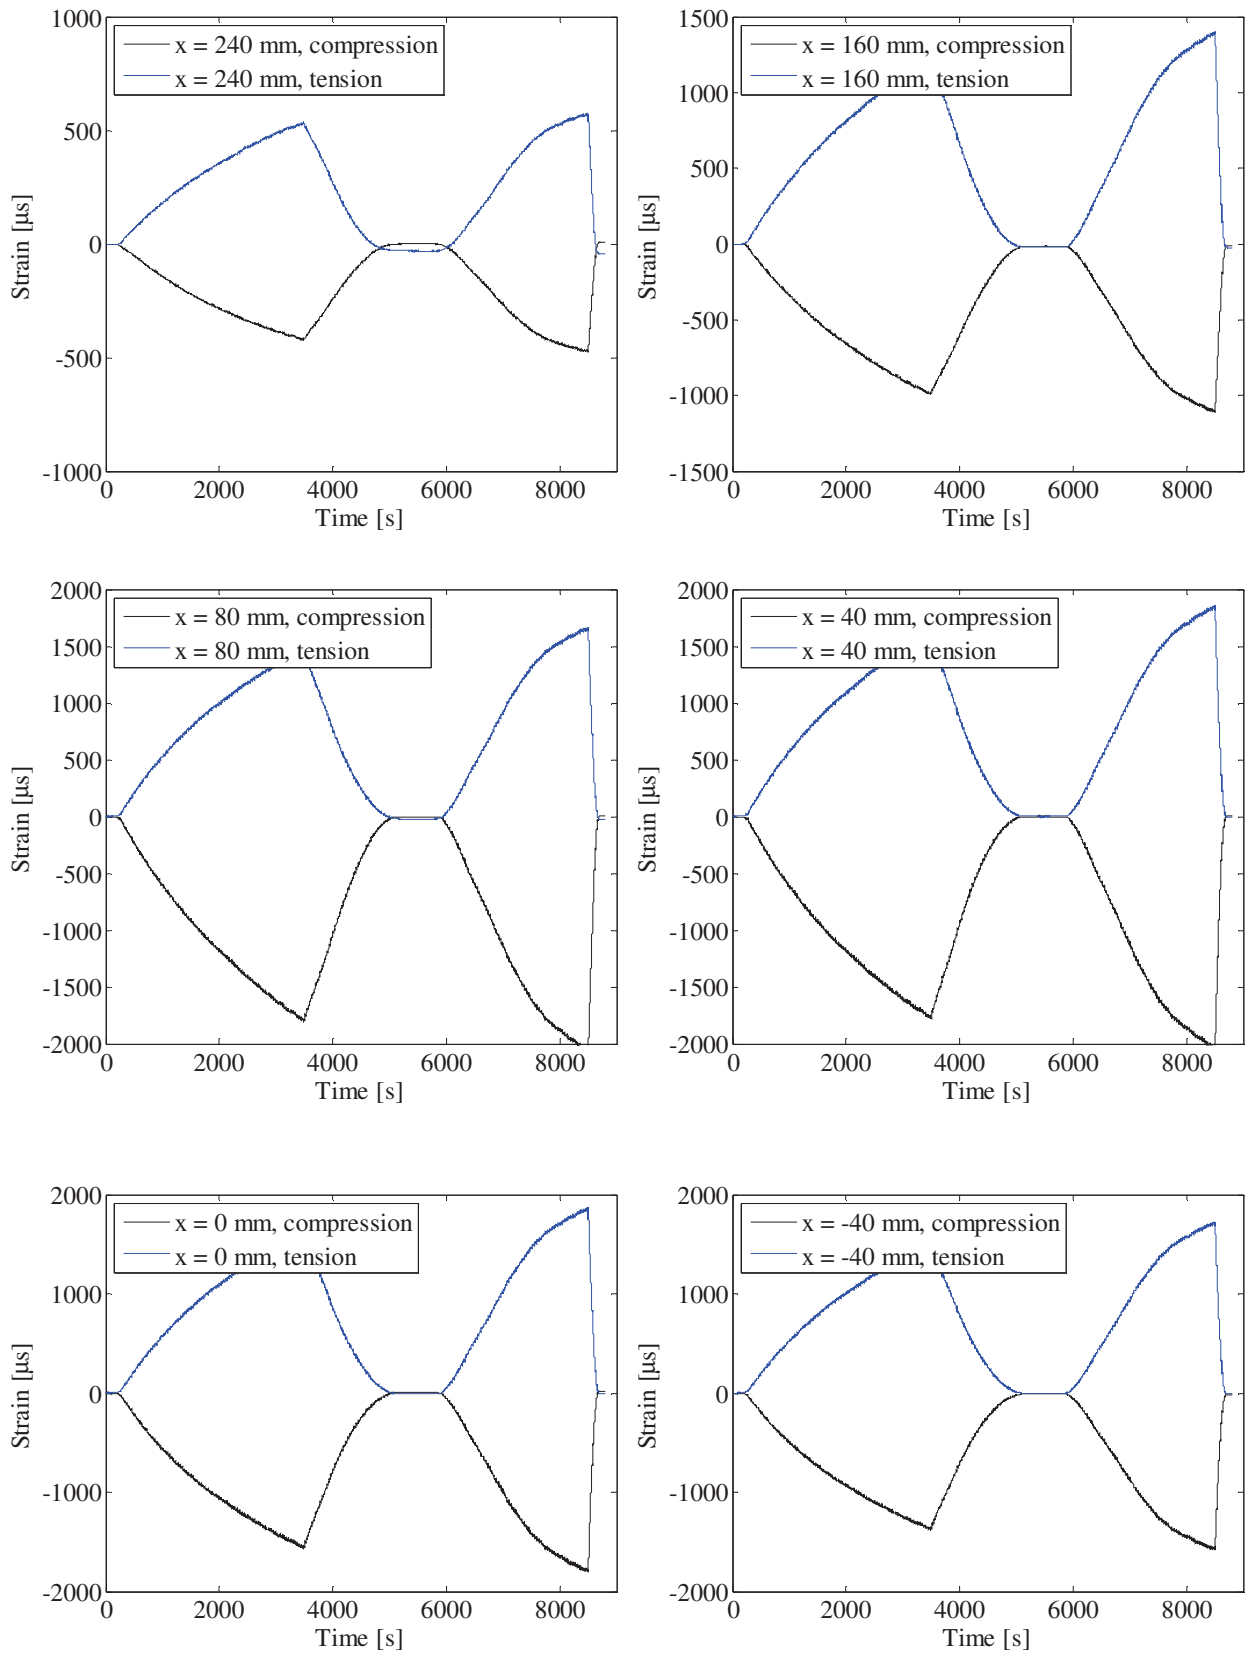 x = 240 mm, compression
x = 240 mm, tension
1000
500
0
-500
-1000
Strain [µs]
0 2000 4000 6000 8000
Time [s]
x = 160 mm, compression
x = 160 mm, tension
1500
1000
500
0
-500
-1000
-1500
Strain [µs]
0 2000 4000 6000 8000
Time [s]
x = 80 mm, compression
x = 80 mm, tension
2000
1500
1000
500
0
-500
-1000
-1500
-2000
Strain [µs]
0 2000 4000 6000 8000
Time [s]
x = 40 mm, compression
x = 40 mm, tension
2000
1500
1000
500
0
-500
-1000
-1500
-2000
Strain [µs]
0 2000 4000 6000 8000
Time [s]
x = 0 mm, compression
x = 0 mm, tension
2000
1000
0
-1000
-2000
Strain [µs]
0 2000 4000 6000 8000
Time [s]
x = -40 mm, compression
x = -40 mm, tension
2000
1000
0
-1000
-2000
Strain [µs]
0 2000 4000 6000 8000
Time [s]